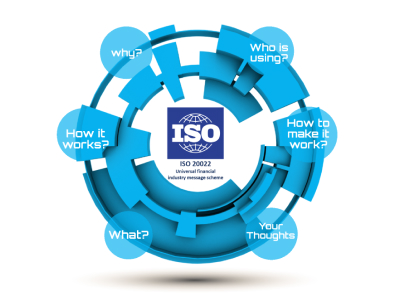 why?
Who is
using?
How it
works?
How to
make it
work?
ISO
ISO 20022
Universal financial
industry message scheme
What?
Your
Thoughts